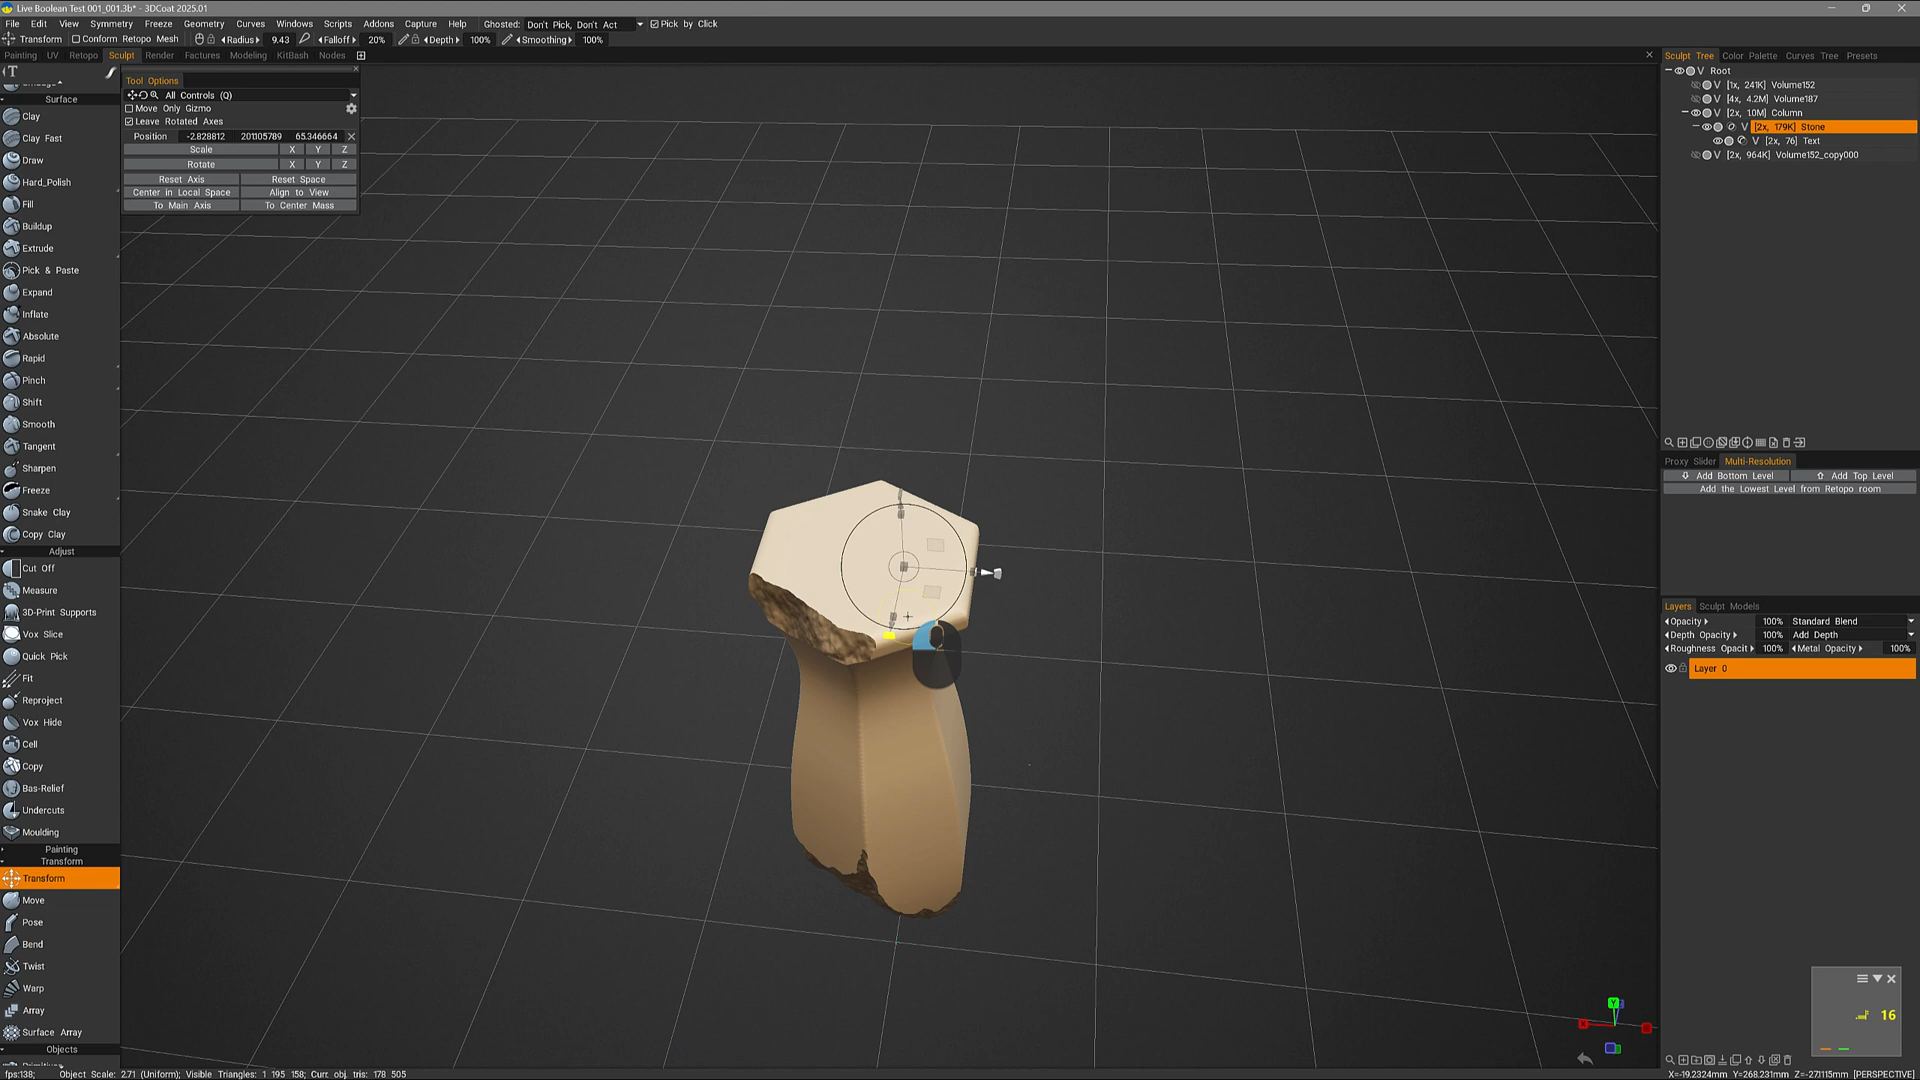 Live Boolean Test 001_001.3b* - 3DCoat 2025.01
File Edit View Symmetry Freeze Geometry Curves Windows Scripts Addons Capture Help Ghosted: Don't Pick, Don't Act Pick by Click
Transform Conform Retopo Mesh Radius 9.43 Falloff 20% Depth 100% Smoothing 100%
Painting UV Retopo Sculpt Render Factures Modeling KitBash Nodes
Surface
Clay
Clay Fast
Draw
Hard_Polish
Fill
Buildup
Extrude
Pick & Paste
Expand
Inflate
Absolute
Rapid
Pinch
Shift
Smooth
Tangent
Sharpen
Freeze
Snake Clay
Copy Clay
Adjust
Cut Off
Measure
3D-Print Supports
Vox Slice
Quick Pick
Fit
Reproject
Vox Hide
Cell
Copy
Bas-Relief
Undercuts
Moulding
Painting
Transform
Transform
Move
Pose
Bend
Twist
Warp
Array
Surface Array
Objects
Tool Options
All Controls (Q)
Move Only Gizmo
Leave Rotated Axes
Position -2.828812 201.105789 65.346664
Scale X Y Z
Rotate X Y Z
Reset Axis Reset Space
Center in Local Space Align to View
To Main Axis To Center Mass
Sculpt Tree Color Palette Curves Tree Presets
V Root
V [1x, 241K] Volume152
V [4x, 4.2M] Volume187
V [2x, 1.0M] Column
V [2x, 179K] Stone
V [2x, 76] Text
V [2x, 964K] Volume152_copy000
Proxy Slider Multi-Resolution
Add Bottom Level Add Top Level
Add the Lowest Level from Retopo room
Layers Sculpt Models
Opacity 100% Standard Blend
Depth Opacity 100% Add Depth
Roughness Opacit 100% Metal Opacity 100%
Layer 0
Y
16
fps:138; Object Scale: 2.71 (Uniform); Visible Triangles: 1 195 158; Curr. obj. tris: 178 505
X=-19.2324mm Y=268.231mm Z=-27.1115mm [PERSPECTIVE]